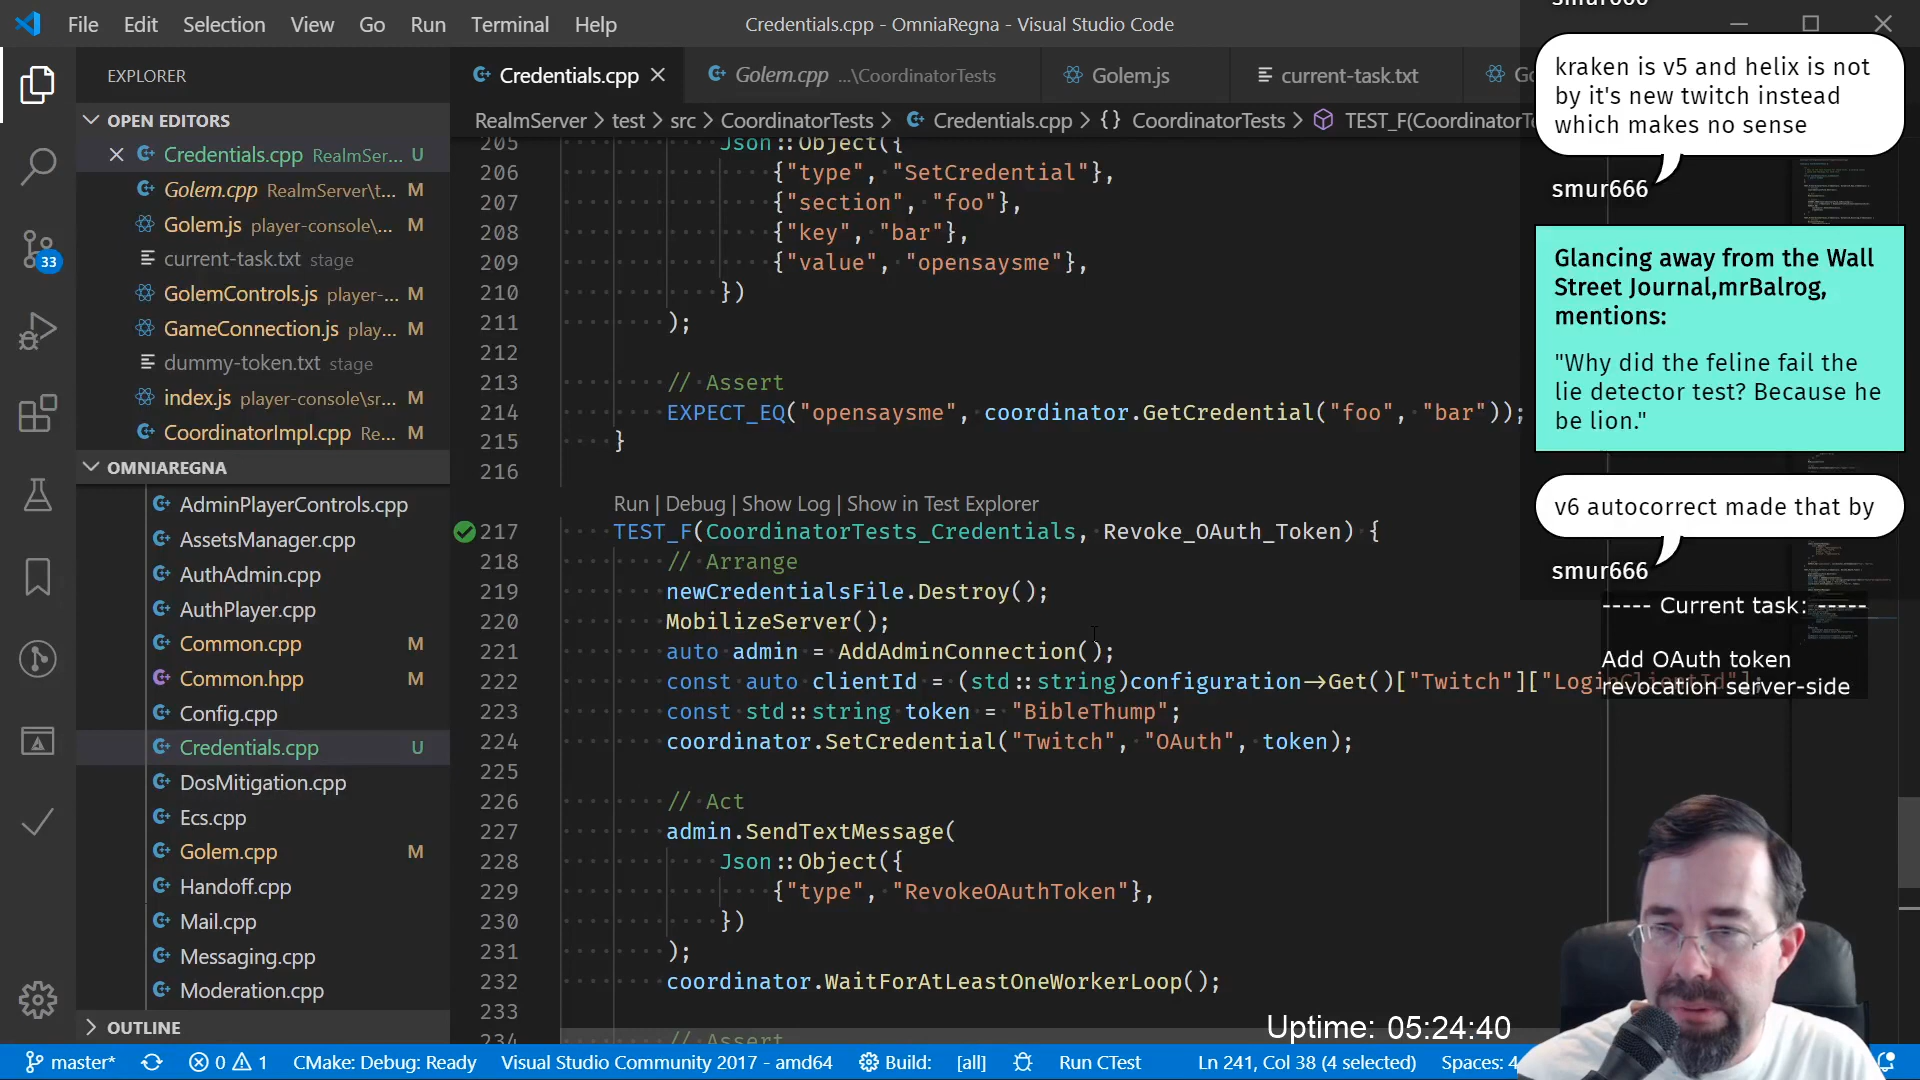 File Edit Selection View Go Run Terminal Help
Credentials.cpp - OmniaRegna - Visual Studio Code
EXPLORER
OPEN EDITORS
Credentials.cpp RealmSer... U
Golem.cpp RealmServer\t... M
Golem.js player-console\... M
current-task.txt stage
GolemControls.js player-... M
GameConnection.js play... M
dummy-token.txt stage
index.js player-console\sr... M
CoordinatorImpl.cpp Re... M
OMNIAREGNA
AdminPlayerControls.cpp
AssetsManager.cpp
AuthAdmin.cpp
AuthPlayer.cpp
Common.cpp M
Common.hpp M
Config.cpp
Credentials.cpp U
DosMitigation.cpp
Ecs.cpp
Golem.cpp M
Handoff.cpp
Mail.cpp
Messaging.cpp
Moderation.cpp
OUTLINE
33
Credentials.cpp
Golem.cpp ...\CoordinatorTests
Golem.js
current-task.txt
RealmServer > test > src > CoordinatorTests > Credentials.cpp > {} CoordinatorTests > TEST_F(CoordinatorTe
205 Json::Object({
206 {"type", "SetCredential"},
207 {"section", "foo"},
208 {"key", "bar"},
209 {"value", "opensaysme"},
210 })
211 );
212
213 // Assert
214 EXPECT_EQ("opensaysme", coordinator.GetCredential("foo", "bar"));
215 }
216
Run | Debug | Show Log | Show in Test Explorer
217 TEST_F(CoordinatorTests_Credentials, Revoke_OAuth_Token) {
218 // Arrange
219 newCredentialsFile.Destroy();
220 MobilizeServer();
221 auto admin = AddAdminConnection();
222 const auto clientId = (std::string)configuration->Get()["Twitch"]["LoginClientId"];
223 const std::string token = "BibleThump";
224 coordinator.SetCredential("Twitch", "OAuth", token);
225
226 // Act
227 admin.SendTextMessage(
228 Json::Object({
229 {"type", "RevokeOAuthToken"},
230 })
231 );
232 coordinator.WaitForAtLeastOneWorkerLoop();
233
234 // Assert
smur666
kraken is v5 and helix is not
by it's new twitch instead
which makes no sense
smur666
Glancing away from the Wall
Street Journal,mrBalrog,
mentions:
"Why did the feline fail the
lie detector test? Because he
be lion."
v6 autocorrect made that by
smur666
----- Current task: -----
Add OAuth token
revocation server-side
Uptime: 05:24:40
master* 0 1 CMake: Debug: Ready Visual Studio Community 2017 - amd64 Build: [all] Run CTest Ln 241, Col 38 (4 selected) Spaces: 4